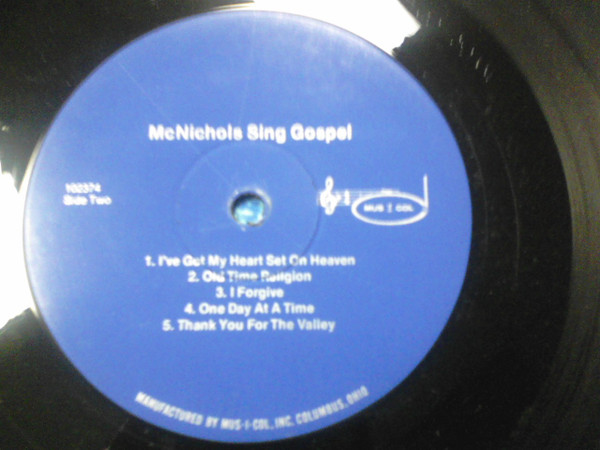 McNichols Sing Gospel
102374
Side Two
MUS I COL
1. I've Got My Heart Set On Heaven
2. Old Time Religion
3. I Forgive
4. One Day At A Time
5. Thank You For The Valley
MANUFACTURED BY MUS-I-COL, INC. COLUMBUS, OHIO